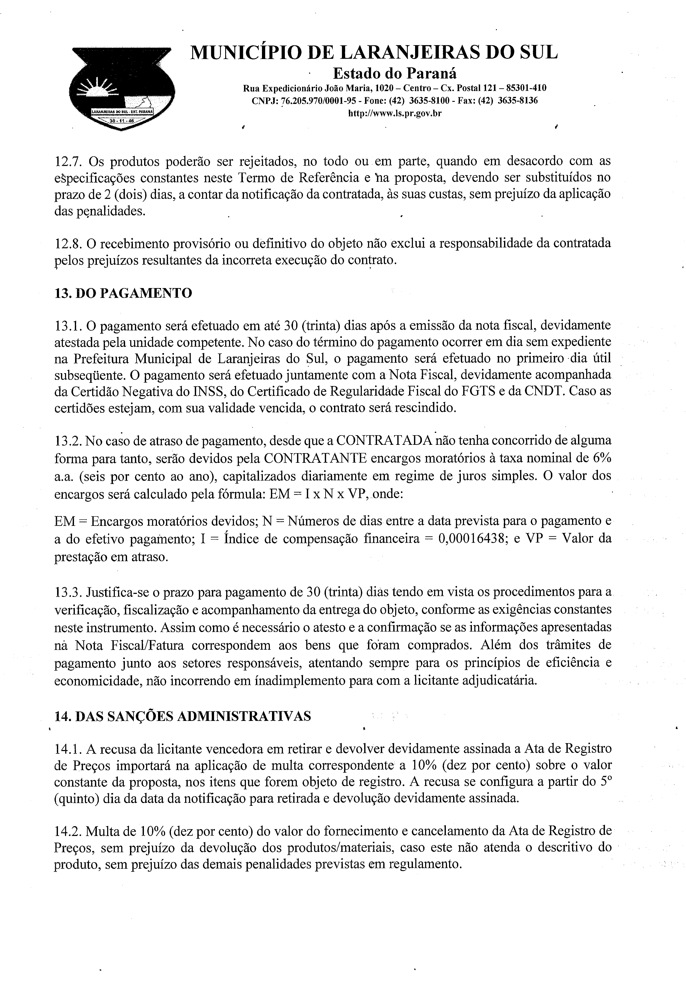 MUNICÍPIO DE LARANJEIRAS DO SUL
Estado do Paraná
Rua Expedicionário João Maria, 1020 – Centro – Cx. Postal 121 – 85301-410
CNPJ: 76.205.970/0001-95 - Fone: (42) 3635-8100 - Fax: (42) 3635-8136
http://www.ls.pr.gov.br
LARANJEIRAS DO SUL - EST. PARANÁ
30 - 11 - 46
12.7. Os produtos poderão ser rejeitados, no todo ou em parte, quando em desacordo com as
especificações constantes neste Termo de Referência e na proposta, devendo ser substituídos no
prazo de 2 (dois) dias, a contar da notificação da contratada, às suas custas, sem prejuízo da aplicação
das penalidades.
12.8. O recebimento provisório ou definitivo do objeto não exclui a responsabilidade da contratada
pelos prejuízos resultantes da incorreta execução do contrato.
13. DO PAGAMENTO
13.1. O pagamento será efetuado em até 30 (trinta) dias após a emissão da nota fiscal, devidamente
atestada pela unidade competente. No caso do término do pagamento ocorrer em dia sem expediente
na Prefeitura Municipal de Laranjeiras do Sul, o pagamento será efetuado no primeiro dia útil
subseqüente. O pagamento será efetuado juntamente com a Nota Fiscal, devidamente acompanhada
da Certidão Negativa do INSS, do Certificado de Regularidade Fiscal do FGTS e da CNDT. Caso as
certidões estejam, com sua validade vencida, o contrato será rescindido.
13.2. No caso de atraso de pagamento, desde que a CONTRATADA não tenha concorrido de alguma
forma para tanto, serão devidos pela CONTRATANTE encargos moratórios à taxa nominal de 6%
a.a. (seis por cento ao ano), capitalizados diariamente em regime de juros simples. O valor dos
encargos será calculado pela fórmula: EM = I x N x VP, onde:
EM = Encargos moratórios devidos; N = Números de dias entre a data prevista para o pagamento e
a do efetivo pagamento; I = Índice de compensação financeira = 0,00016438; e VP = Valor da
prestação em atraso.
13.3. Justifica-se o prazo para pagamento de 30 (trinta) dias tendo em vista os procedimentos para a
verificação, fiscalização e acompanhamento da entrega do objeto, conforme as exigências constantes
neste instrumento. Assim como é necessário o atesto e a confirmação se as informações apresentadas
na Nota Fiscal/Fatura correspondem aos bens que foram comprados. Além dos trâmites de
pagamento junto aos setores responsáveis, atentando sempre para os princípios de eficiência e
economicidade, não incorrendo em inadimplemento para com a licitante adjudicatária.
14. DAS SANÇÕES ADMINISTRATIVAS
14.1. A recusa da licitante vencedora em retirar e devolver devidamente assinada a Ata de Registro
de Preços importará na aplicação de multa correspondente a 10% (dez por cento) sobre o valor
constante da proposta, nos itens que forem objeto de registro. A recusa se configura a partir do 5º
(quinto) dia da data da notificação para retirada e devolução devidamente assinada.
14.2. Multa de 10% (dez por cento) do valor do fornecimento e cancelamento da Ata de Registro de
Preços, sem prejuízo da devolução dos produtos/materiais, caso este não atenda o descritivo do
produto, sem prejuízo das demais penalidades previstas em regulamento.